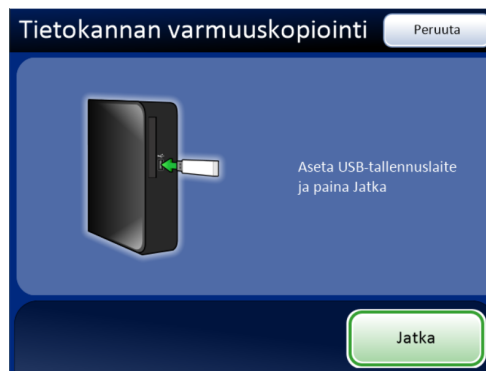 Tietokannan varmuuskopiointi
Peruuta
Aseta USB-tallennuslaite
ja paina Jatka
Jatka